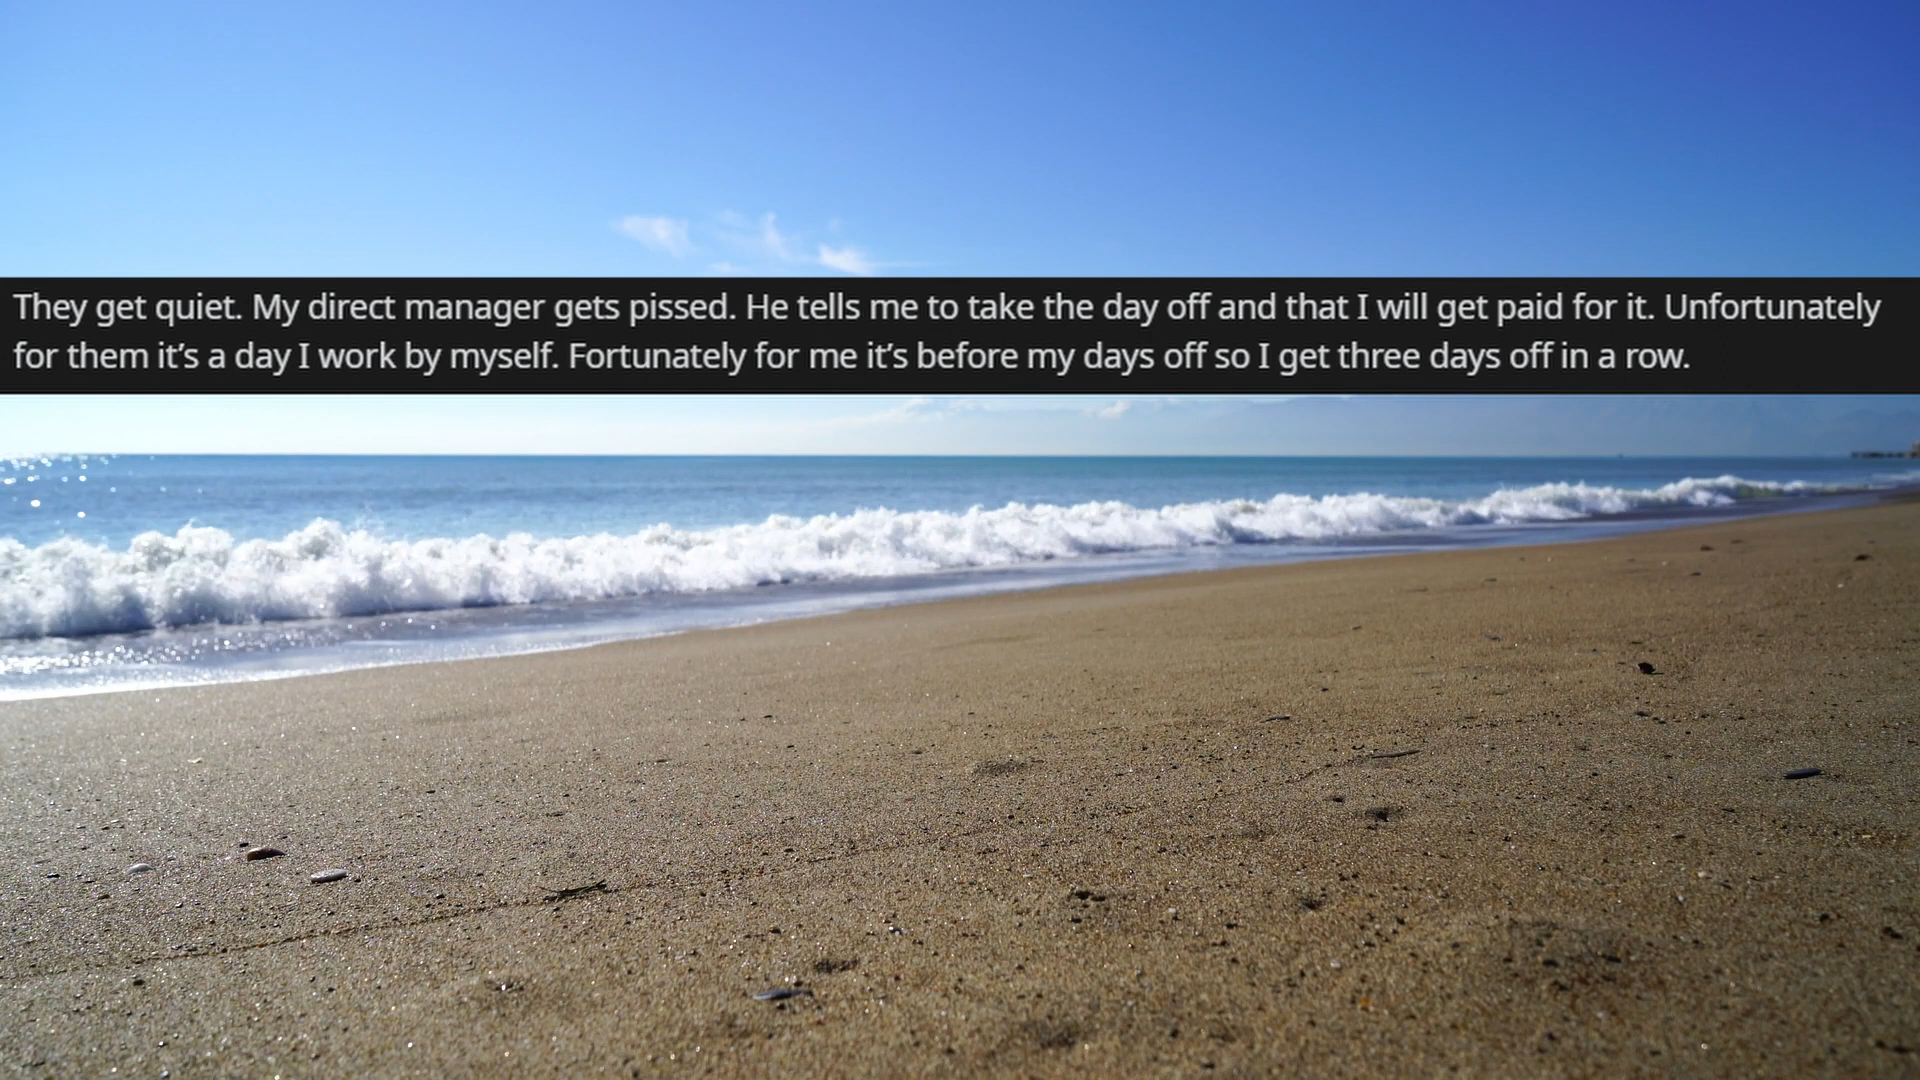 They get quiet. My direct manager gets pissed. He tells me to take the day off and that I will get paid for it. Unfortunately
for them it’s a day I work by myself. Fortunately for me it’s before my days off so I get three days off in a row.